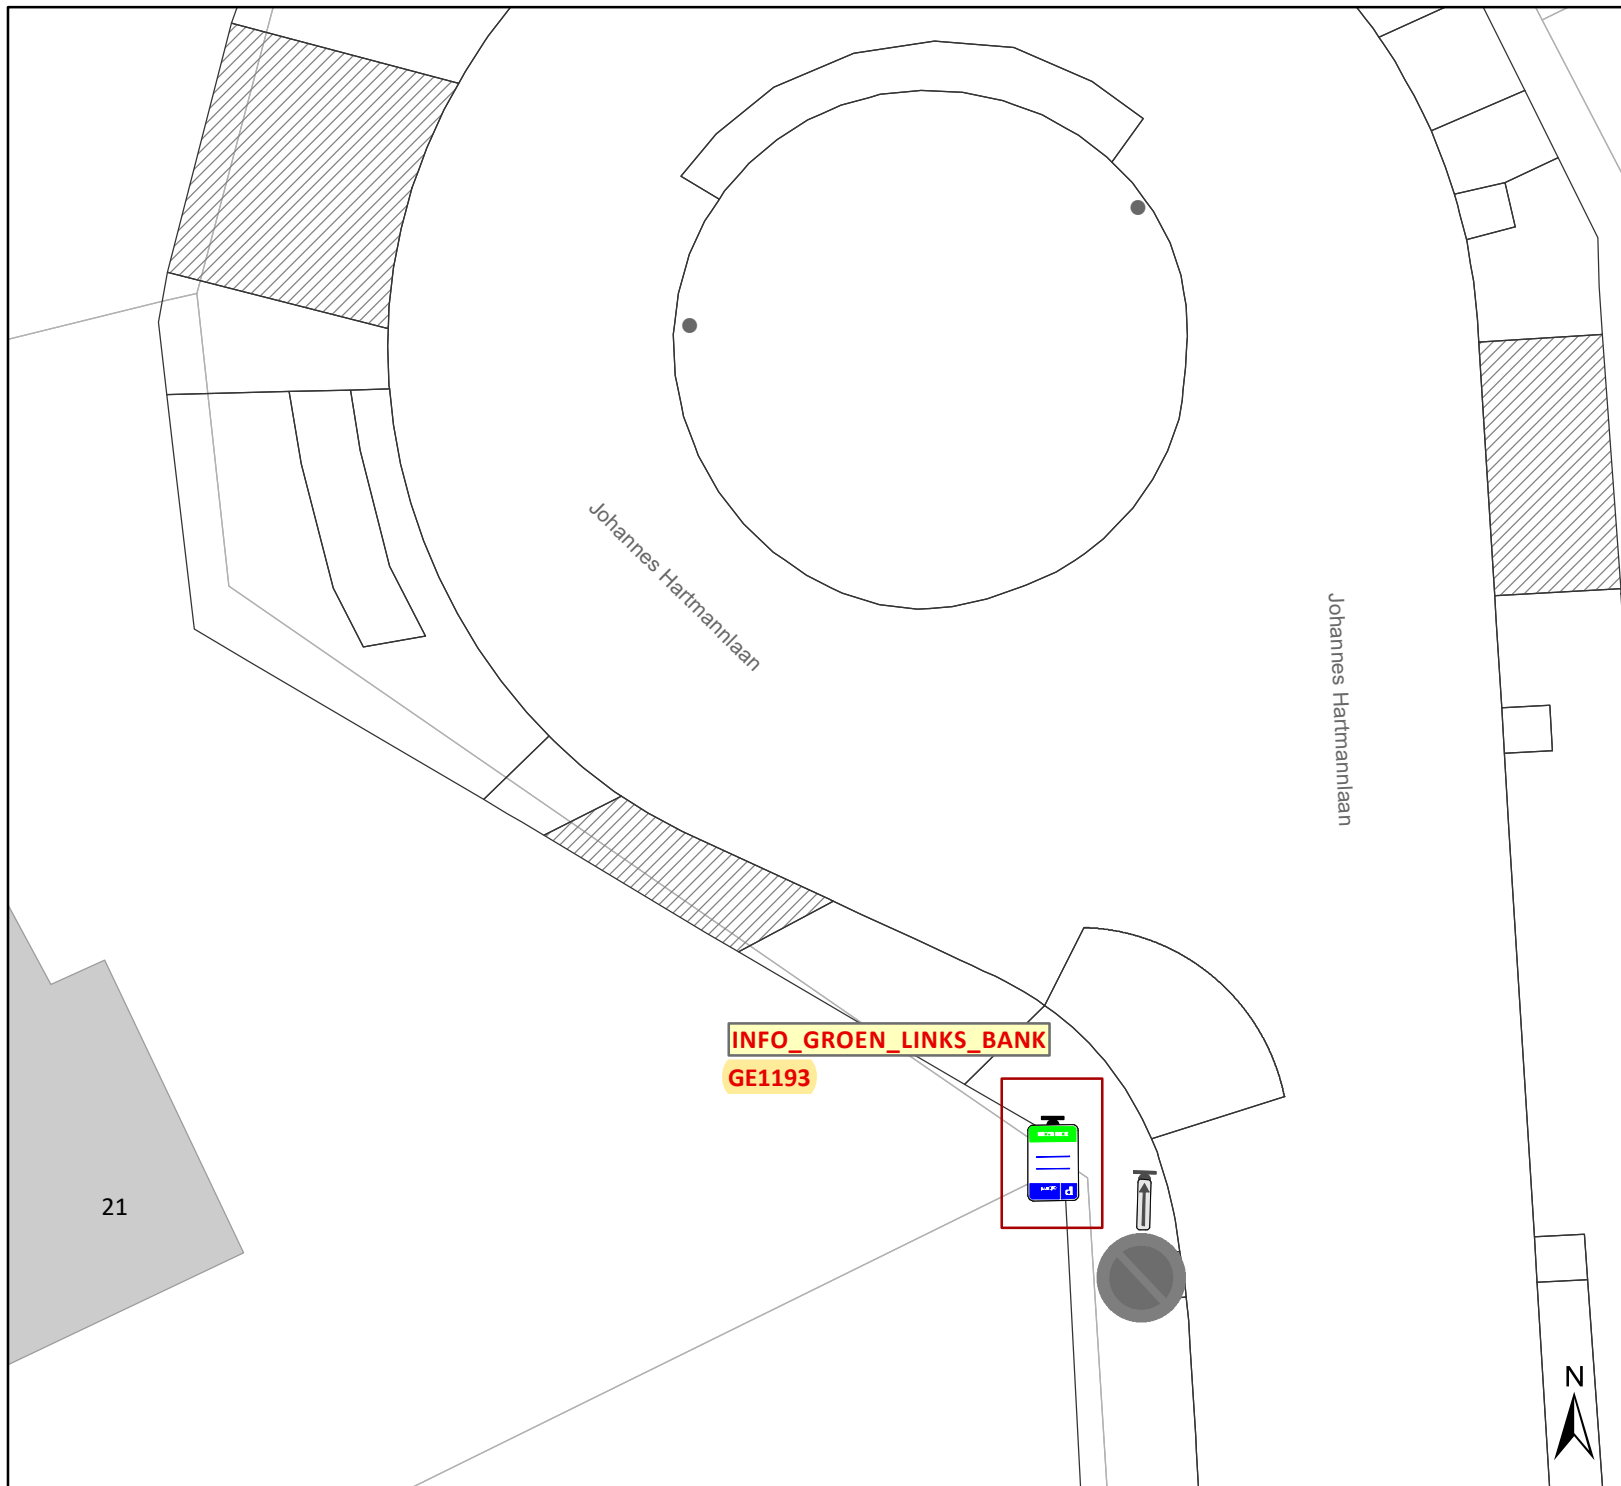 Johannes Hartmannlaan
Johannes Hartmannlaan
INFO_GROEN_LINKS_BANK
GE1193
21
P
N